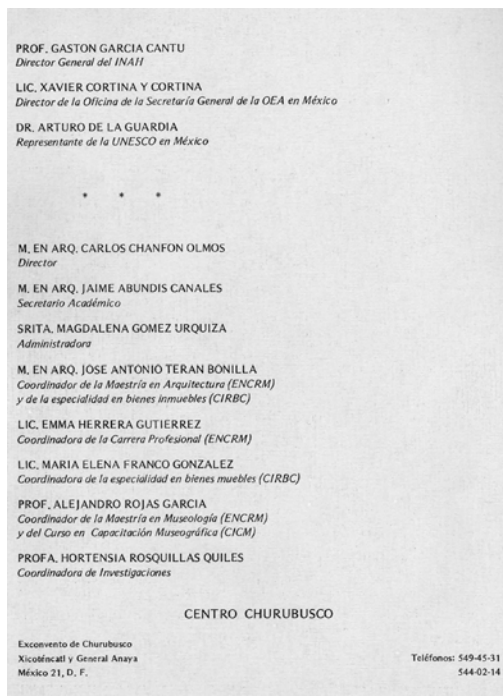 PROF. GASTON GARCIA CANTU
Director General del INAH
LIC. XAVIER CORTINA Y CORTINA
Director de la Oficina de la Secretaría General de la OEA en México
DR. ARTURO DE LA GUARDIA
Representante de la UNESCO en México
* * *
M. EN ARQ. CARLOS CHANFON OLMOS
Director
M. EN ARQ. JAIME ABUNDIS CANALES
Secretario Académico
SRITA. MAGDALENA GOMEZ URQUIZA
Administradora
M. EN ARQ. JOSE ANTONIO TERAN BONILLA
Coordinador de la Maestría en Arquitectura (ENCRM)
y de la especialidad en bienes inmuebles (CIRBC)
LIC. EMMA HERRERA GUTIERREZ
Coordinadora de la Carrera Profesional (ENCRM)
LIC. MARIA ELENA FRANCO GONZALEZ
Coordinadora de la especialidad en bienes muebles (CIRBC)
PROF. ALEJANDRO ROJAS GARCIA
Coordinador de la Maestría en Museología (ENCRM)
y del Curso en Capacitación Museográfica (CICM)
PROFA. HORTENSIA ROSQUILLAS QUILES
Coordinadora de Investigaciones
CENTRO CHURUBUSCO
Exconvento de Churubusco
Xicoténcatl y General Anaya
México 21, D. F.
Teléfonos: 549-45-31
544-02-14